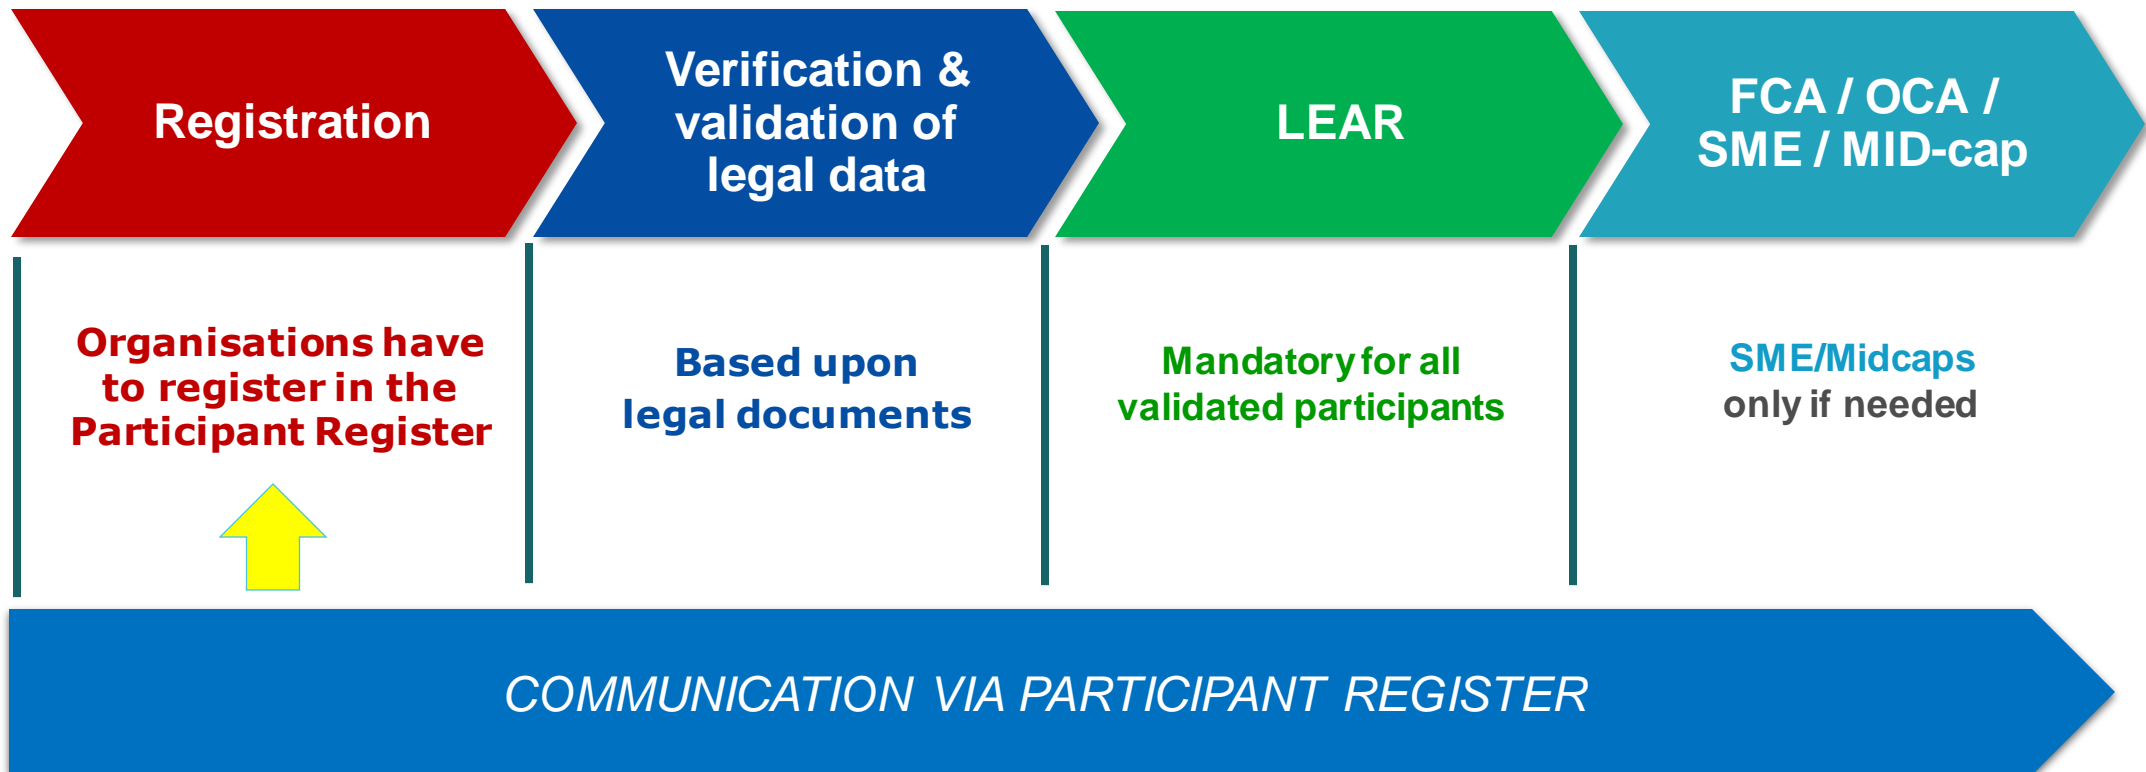 Registration
Verification &
validation of
legal data
LEAR
FCA / OCA /
SME / MID-cap
Organisations have
to register in the
Participant Register
Based upon
legal documents
Mandatory for all
validated participants
SME/Midcaps
only if needed
COMMUNICATION VIA PARTICIPANT REGISTER